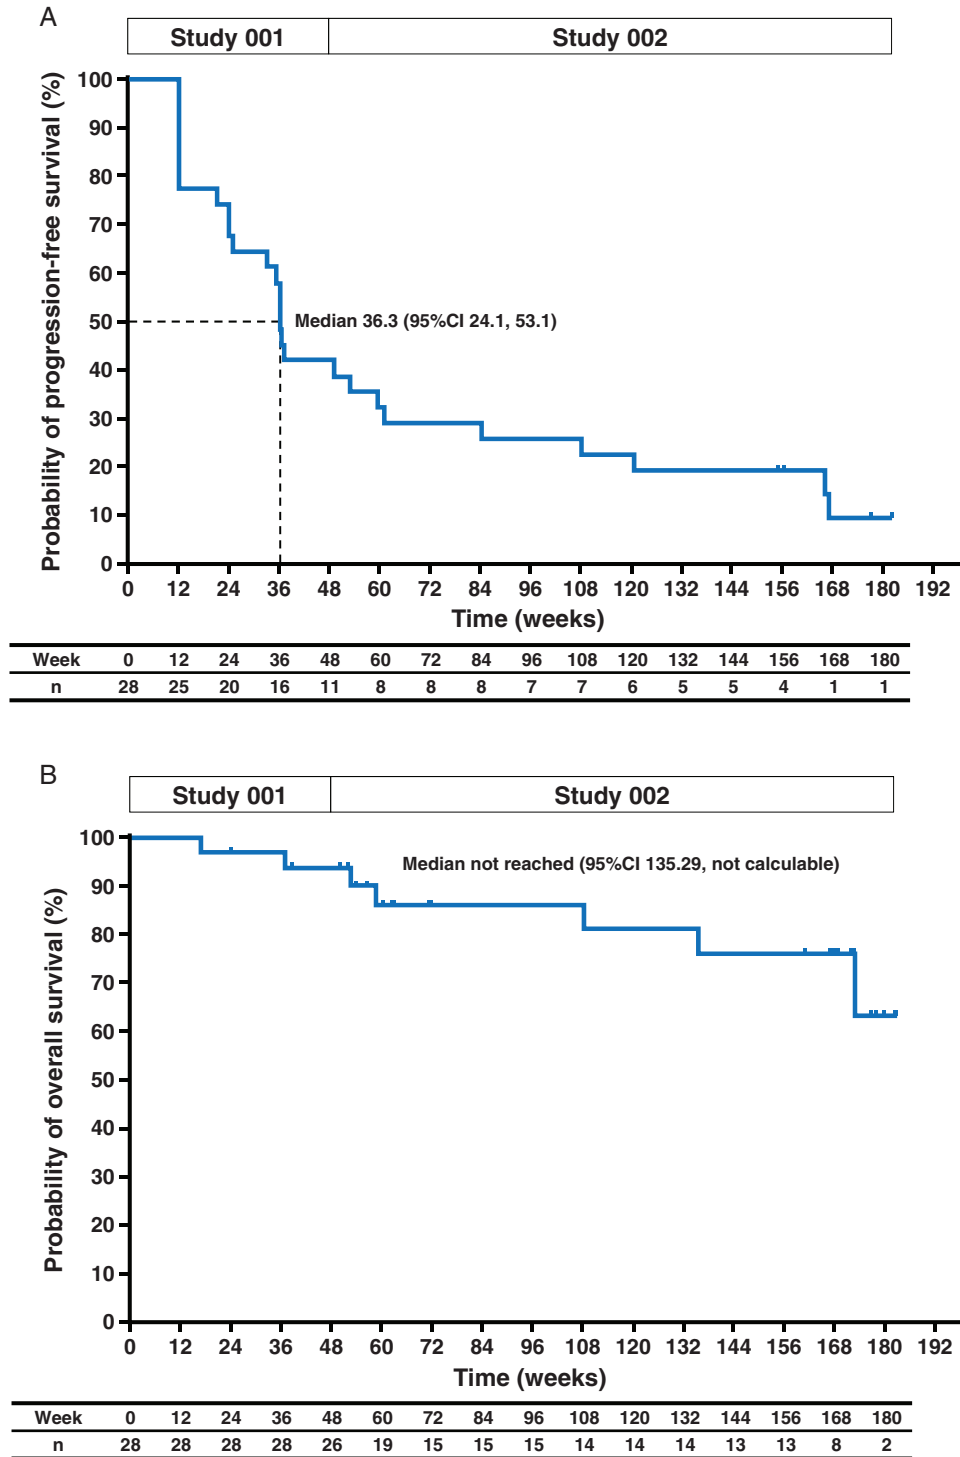 A
Study 001 Study 002
Probability of progression-free survival (%)
100
90
80
70
60
50
40
30
20
10
0
Median 36.3 (95%CI 24.1, 53.1)
0 12 24 36 48 60 72 84 96 108 120 132 144 156 168 180 192
Time (weeks)
Week 0 12 24 36 48 60 72 84 96 108 120 132 144 156 168 180
n 28 25 20 16 11 8 8 8 7 7 6 5 5 4 1 1
B
Study 001 Study 002
Probability of overall survival (%)
100
90
80
70
60
50
40
30
20
10
0
Median not reached (95%CI 135.29, not calculable)
0 12 24 36 48 60 72 84 96 108 120 132 144 156 168 180 192
Time (weeks)
Week 0 12 24 36 48 60 72 84 96 108 120 132 144 156 168 180
n 28 28 28 28 26 19 15 15 15 14 14 14 13 13 8 2